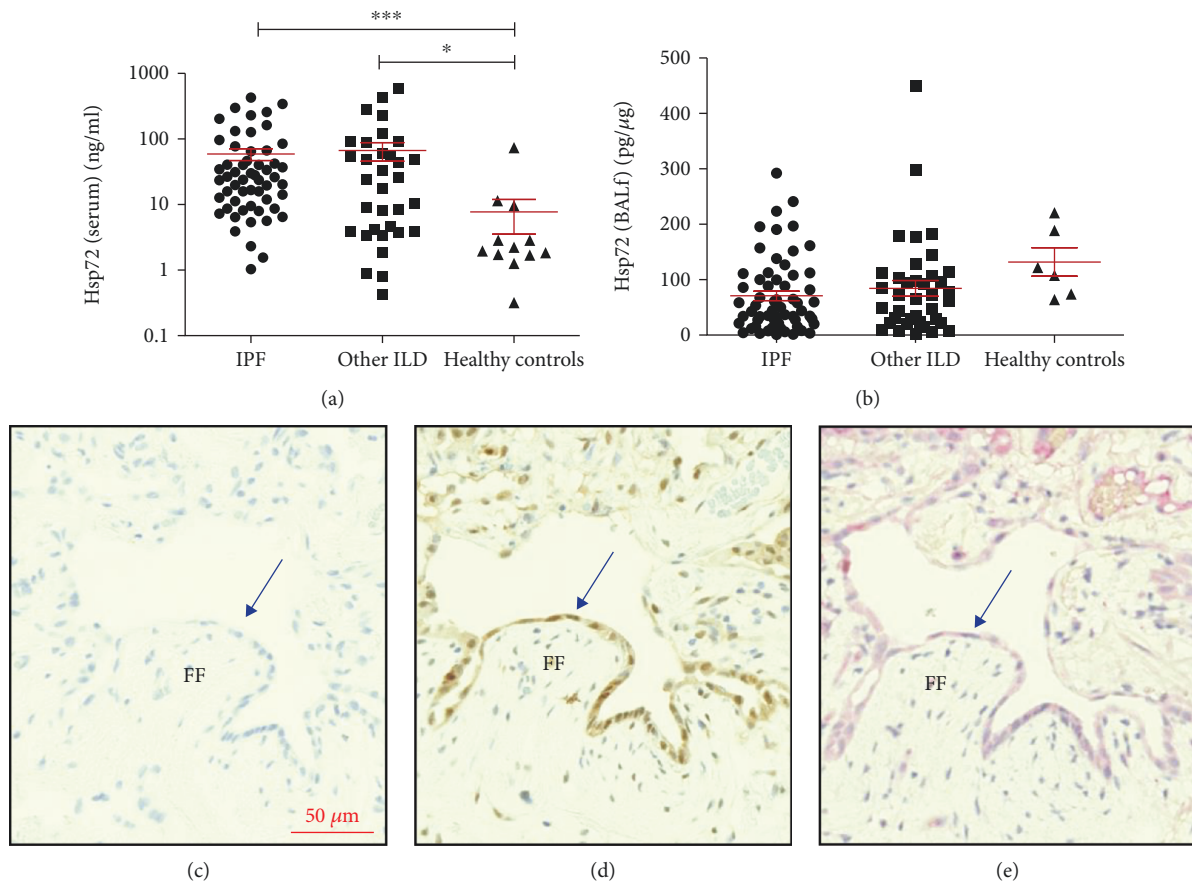 ***
*
Hsp72 (serum) (ng/ml)
1000
100
10
1
0.1
IPF
Other ILD
Healthy controls
(a)
Hsp72 (BALf) (pg/μg)
500
400
300
200
100
0
IPF
Other ILD
Healthy controls
(b)
FF
50 μm
(c)
FF
(d)
FF
(e)